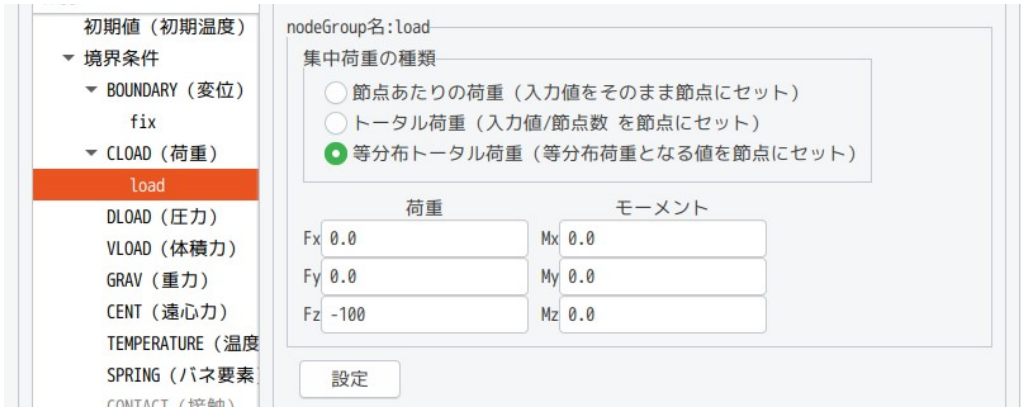 初期値（初期温度）
境界条件
BOUNDARY（変位）
fix
CLOAD（荷重）
load
DLOAD（圧力）
VLOAD（体積力）
GRAV（重力）
CENT（遠心力）
TEMPERATURE（温度
SPRING（バネ要素）
CONTACT（接触）
nodeGroup名:load
集中荷重の種類
節点あたりの荷重（入力値をそのまま節点にセット）
トータル荷重（入力値/節点数 を節点にセット）
等分布トータル荷重（等分布荷重となる値を節点にセット）
荷重 モーメント
Fx 0.0 Mx 0.0
Fy 0.0 My 0.0
Fz -100 Mz 0.0
設定